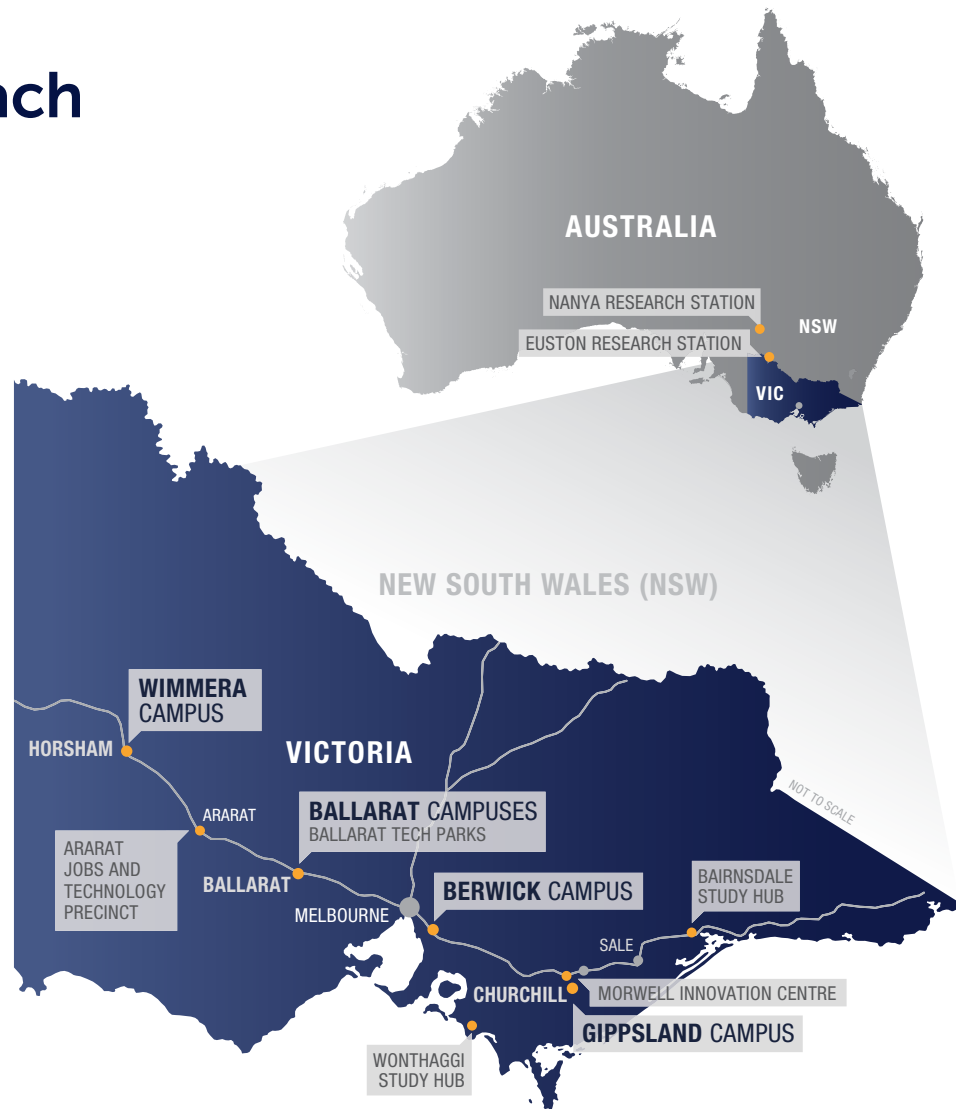 ach
AUSTRALIA
NANYA RESEARCH STATION
NSW
EUSTON RESEARCH STATION
VIC
NEW SOUTH WALES (NSW)
WIMMERA
CAMPUS
HORSHAM
VICTORIA
NOT TO SCALE
ARARAT
BALLARAT CAMPUSES
BALLARAT TECH PARKS
ARARAT
JOBS AND
TECHNOLOGY
PRECINCT
BALLARAT
BERWICK CAMPUS
BAIRNSDALE
STUDY HUB
MELBOURNE
SALE
CHURCHILL
MORWELL INNOVATION CENTRE
GIPPSLAND CAMPUS
WONTHAGGI
STUDY HUB